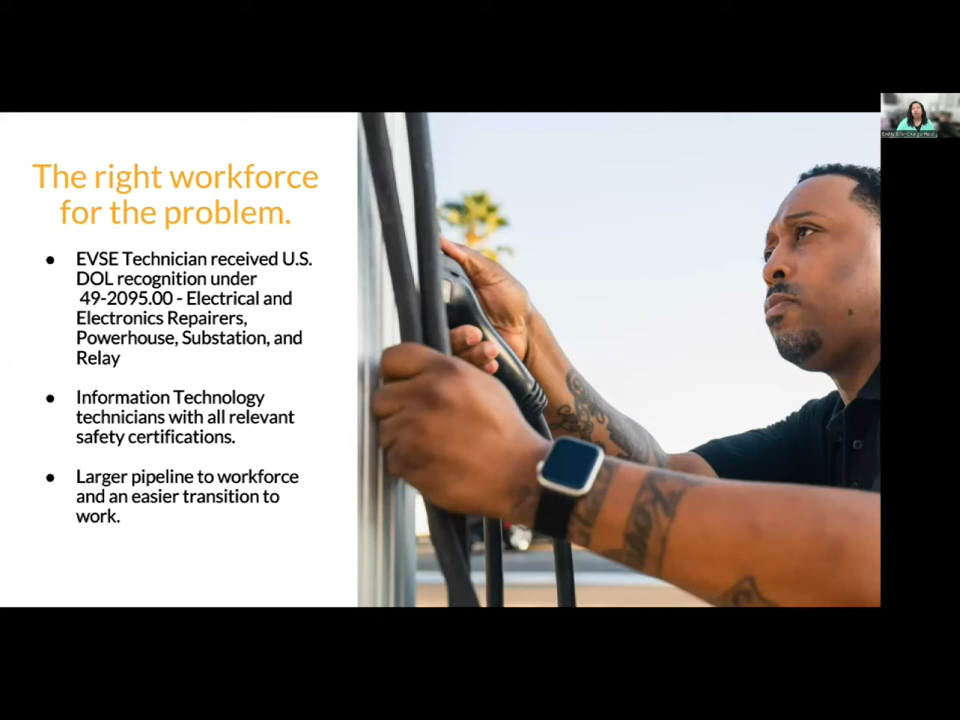 The right workforce
for the problem.
● EVSE Technician received U.S.
DOL recognition under
49-2095.00 - Electrical and
Electronics Repairers,
Powerhouse, Substation, and
Relay
● Information Technology
technicians with all relevant
safety certifications.
● Larger pipeline to workforce
and an easier transition to
work.